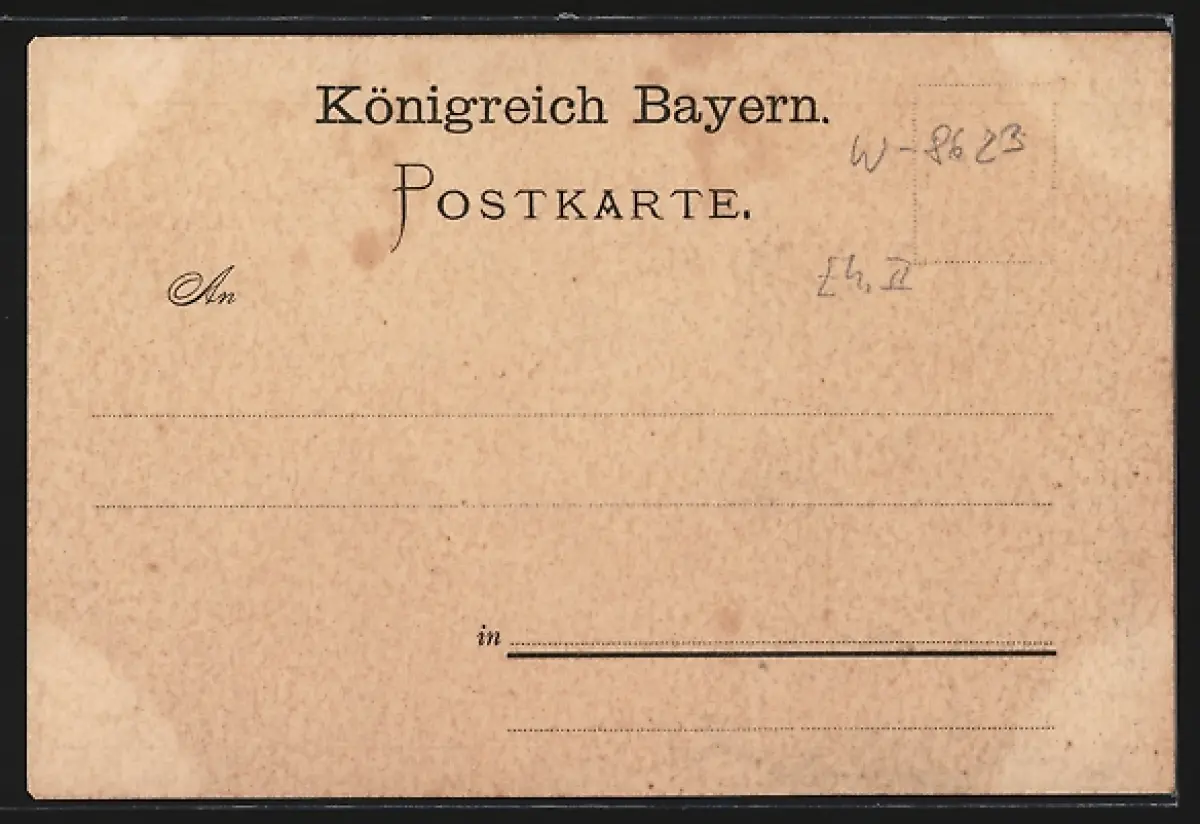 Königreich Bayern.
POSTKARTE.
W-8623
An
in